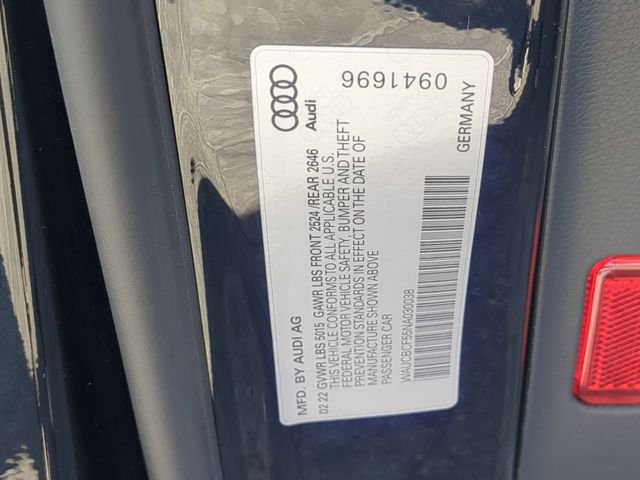 MFD. BY AUDI AG
02.22 GVWR LBS 5015 GAWR LBS FRONT 2524 /REAR 2646
THIS VEHICLE CONFORMS TO ALL APPLICABLE U.S.
FEDERAL MOTOR VEHICLE SAFETY, BUMPER AND THEFT
PREVENTION STANDARDS IN EFFECT ON THE DATE OF
MANUFACTURE SHOWN ABOVE
PASSENGER CAR
WAUCBCF55NA030038
GERMANY
Audi
0941696